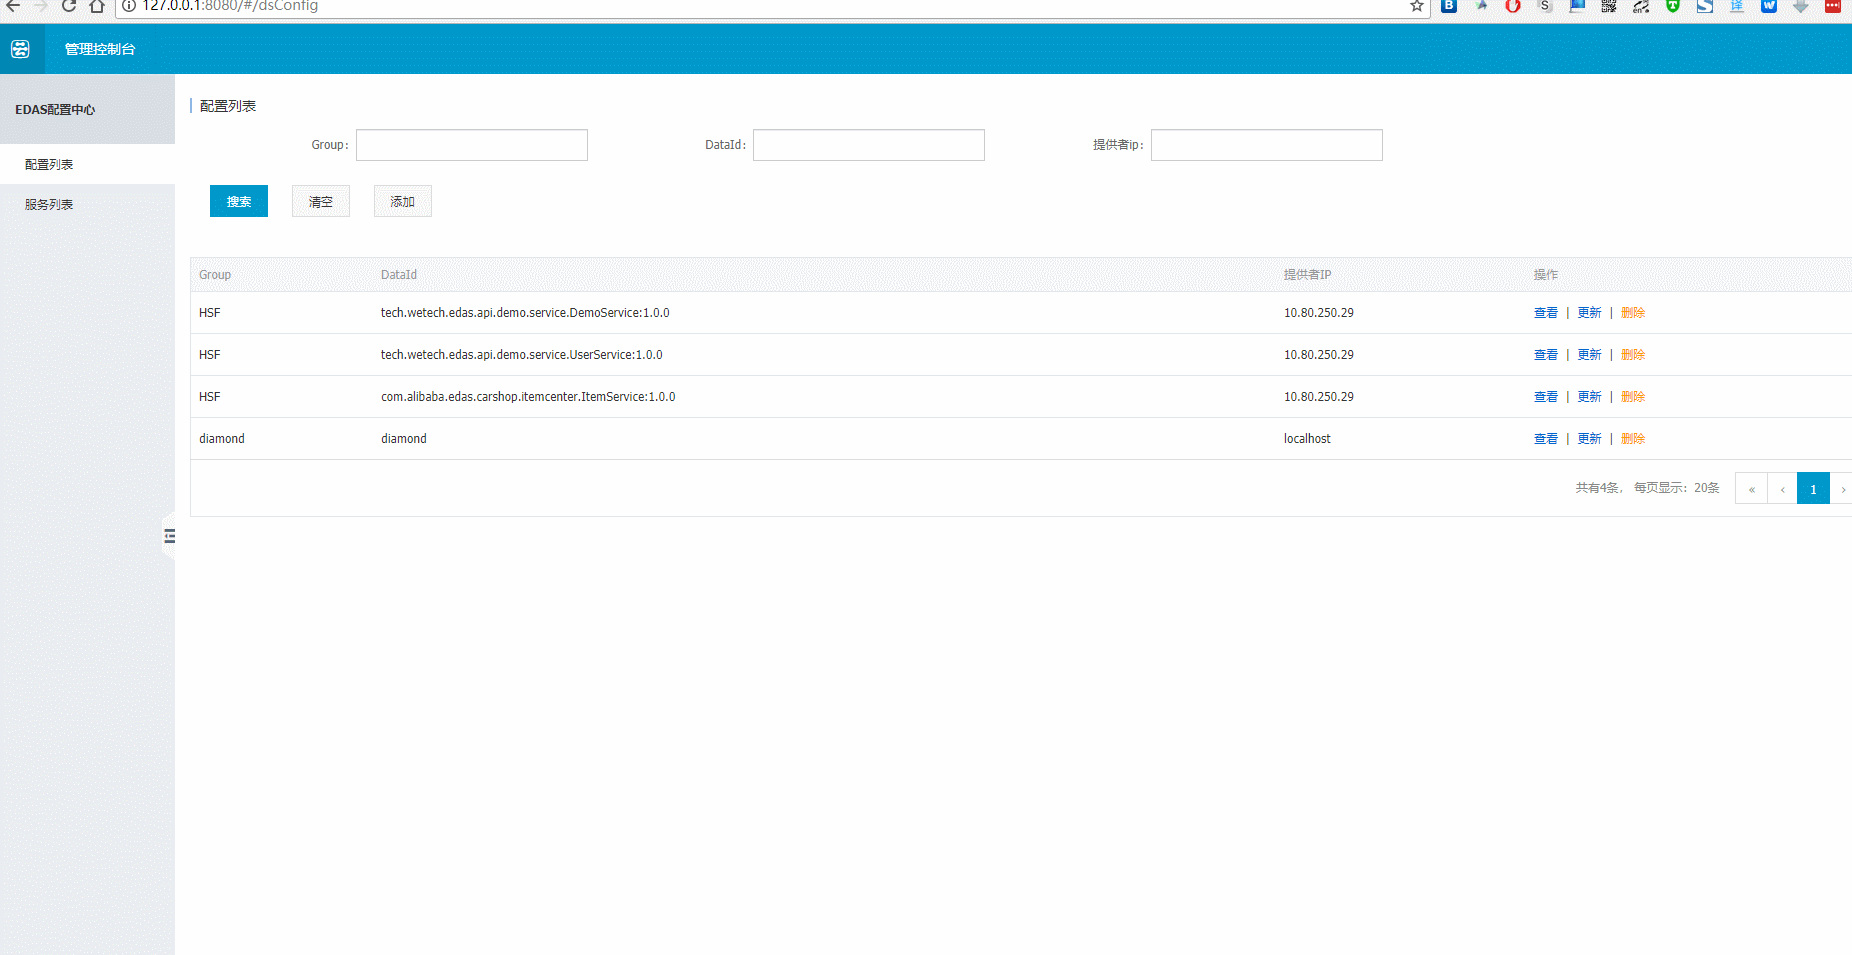 127.0.0.1:8080/#/dsConfig
管理控制台
EDAS配置中心
配置列表
服务列表
配置列表
Group: DataId: 提供者ip:
搜索 清空 添加
Group DataId 提供者IP 操作
HSF tech.wetech.edas.api.demo.service.DemoService:1.0.0 10.80.250.29 查看 | 更新 | 删除
HSF tech.wetech.edas.api.demo.service.UserService:1.0.0 10.80.250.29 查看 | 更新 | 删除
HSF com.alibaba.edas.carshop.itemcenter.ItemService:1.0.0 10.80.250.29 查看 | 更新 | 删除
diamond diamond localhost 查看 | 更新 | 删除
共有4条, 每页显示: 20条 « ‹ 1 ›